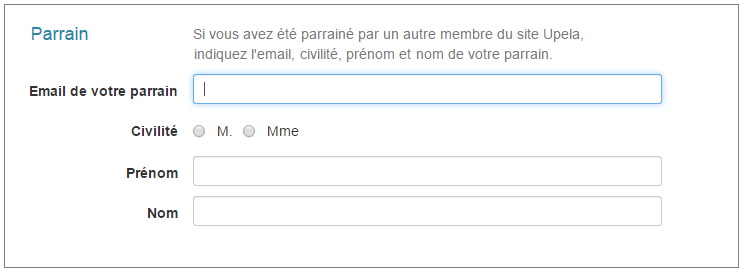 Parrain
Si vous avez été parrainé par un autre membre du site Upela,
indiquez l'email, civilité, prénom et nom de votre parrain.
Email de votre parrain
Civilité M. Mme
Prénom
Nom